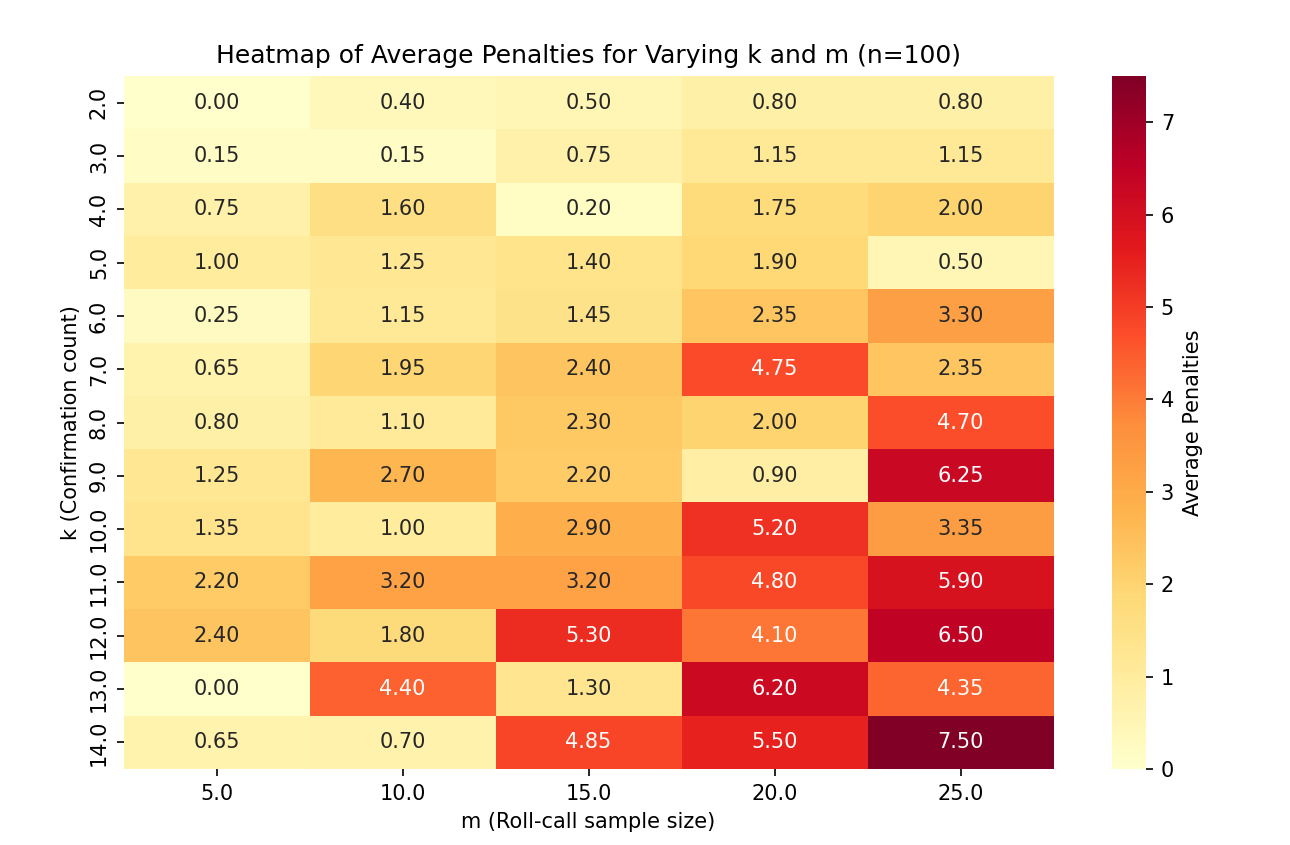 Heatmap of Average Penalties for Varying k and m (n=100)
k (Confirmation count)
2.0 0.00 0.40 0.50 0.80 0.80
3.0 0.15 0.15 0.75 1.15 1.15
4.0 0.75 1.60 0.20 1.75 2.00
5.0 1.00 1.25 1.40 1.90 0.50
6.0 0.25 1.15 1.45 2.35 3.30
7.0 0.65 1.95 2.40 4.75 2.35
8.0 0.80 1.10 2.30 2.00 4.70
9.0 1.25 2.70 2.20 0.90 6.25
10.0 1.35 1.00 2.90 5.20 3.35
11.0 2.20 3.20 3.20 4.80 5.90
12.0 2.40 1.80 5.30 4.10 6.50
13.0 0.00 4.40 1.30 6.20 4.35
14.0 0.65 0.70 4.85 5.50 7.50
5.0 10.0 15.0 20.0 25.0
m (Roll-call sample size)
7
6
5
4
3
2
1
0
Average Penalties